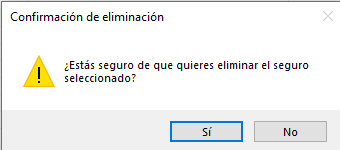 Confirmación de eliminación
¿Estás seguro de que quieres eliminar el seguro
seleccionado?
Sí
No